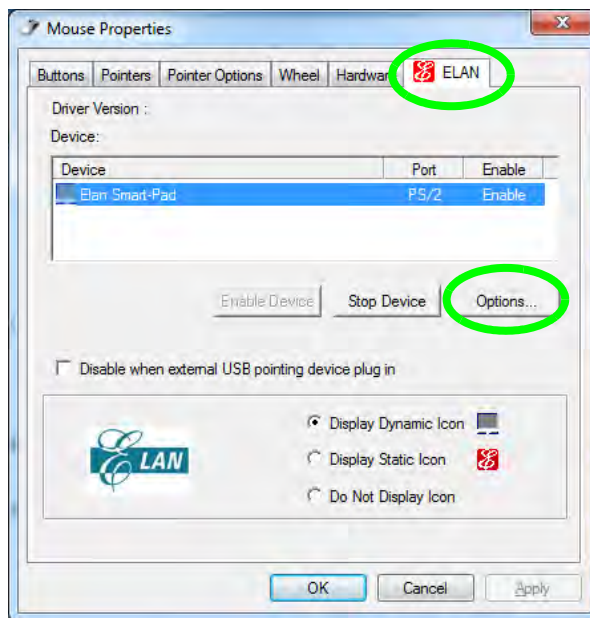 Mouse Properties
Buttons Pointers Pointer Options Wheel Hardwar ELAN
Driver Version :
Device:
Device Port Enable
Elan Smart-Pad PS/2 Enable
Enable Device Stop Device Options...
Disable when external USB pointing device plug in
Display Dynamic Icon
ELAN Display Static Icon
Do Not Display Icon
OK Cancel Apply